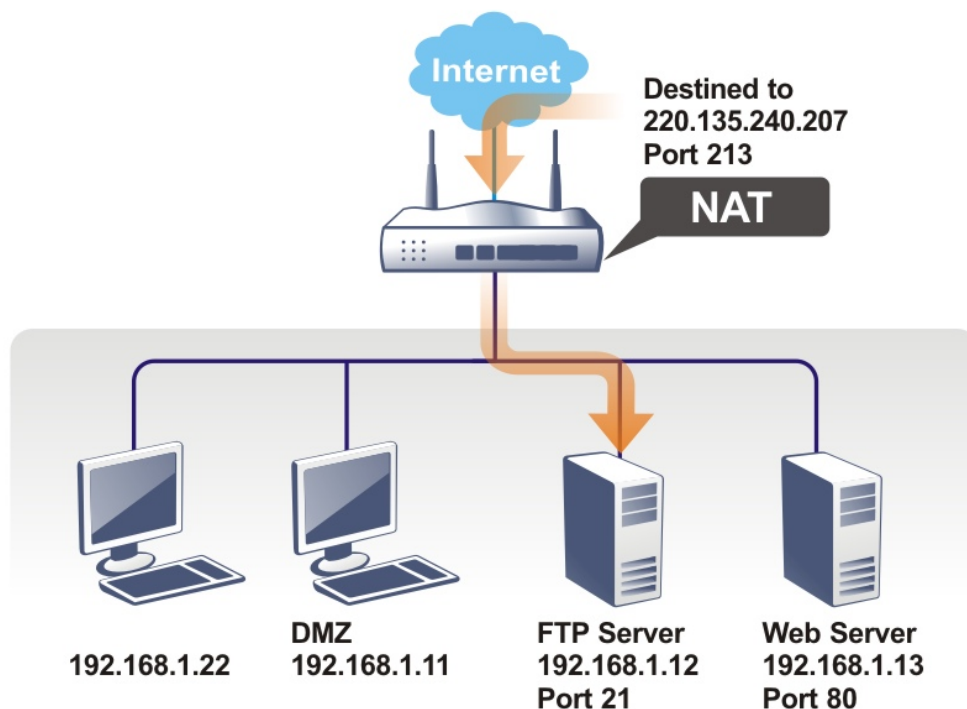 Internet
Destined to
220.135.240.207
Port 213
NAT
192.168.1.22
DMZ
192.168.1.11
FTP Server
192.168.1.12
Port 21
Web Server
192.168.1.13
Port 80